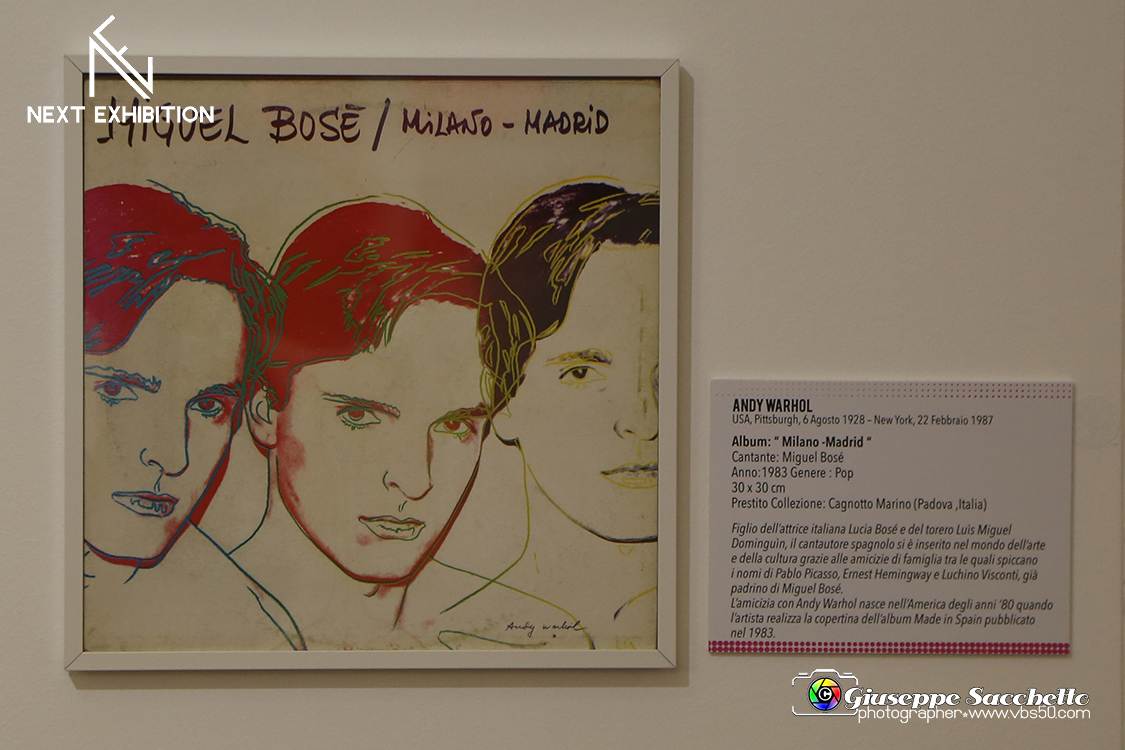 NEXT EXHIBITION
MIGUEL BOSĒ / MiLAÑO - MADRiD
Andy Warhol
ANDY WARHOL
USA, Pittsburgh, 6 Agosto 1928 – New York, 22 Febbraio 1987
Album: “ Milano -Madrid “
Cantante: Miguel Bosé
Anno:1983 Genere : Pop
30 x 30 cm
Prestito Collezione: Cagnotto Marino (Padova ,Italia)
Figlio dell’attrice italiana Lucia Bosé e del torero Luìs Miguel
Dominguìn, il cantautore spagnolo si è inserito nel mondo dell’arte
e della cultura grazie alle amicizie di famiglia tra le quali spiccano
i nomi di Pablo Picasso, Ernest Hemingway e Luchino Visconti, già
padrino di Miguel Bosé.
L’amicizia con Andy Warhol nasce nell’America degli anni ‘80 quando
l’artista realizza la copertina dell’album Made in Spain pubblicato
nel 1983.
© Giuseppe Sacchetto
photographer•www.vbs50.com